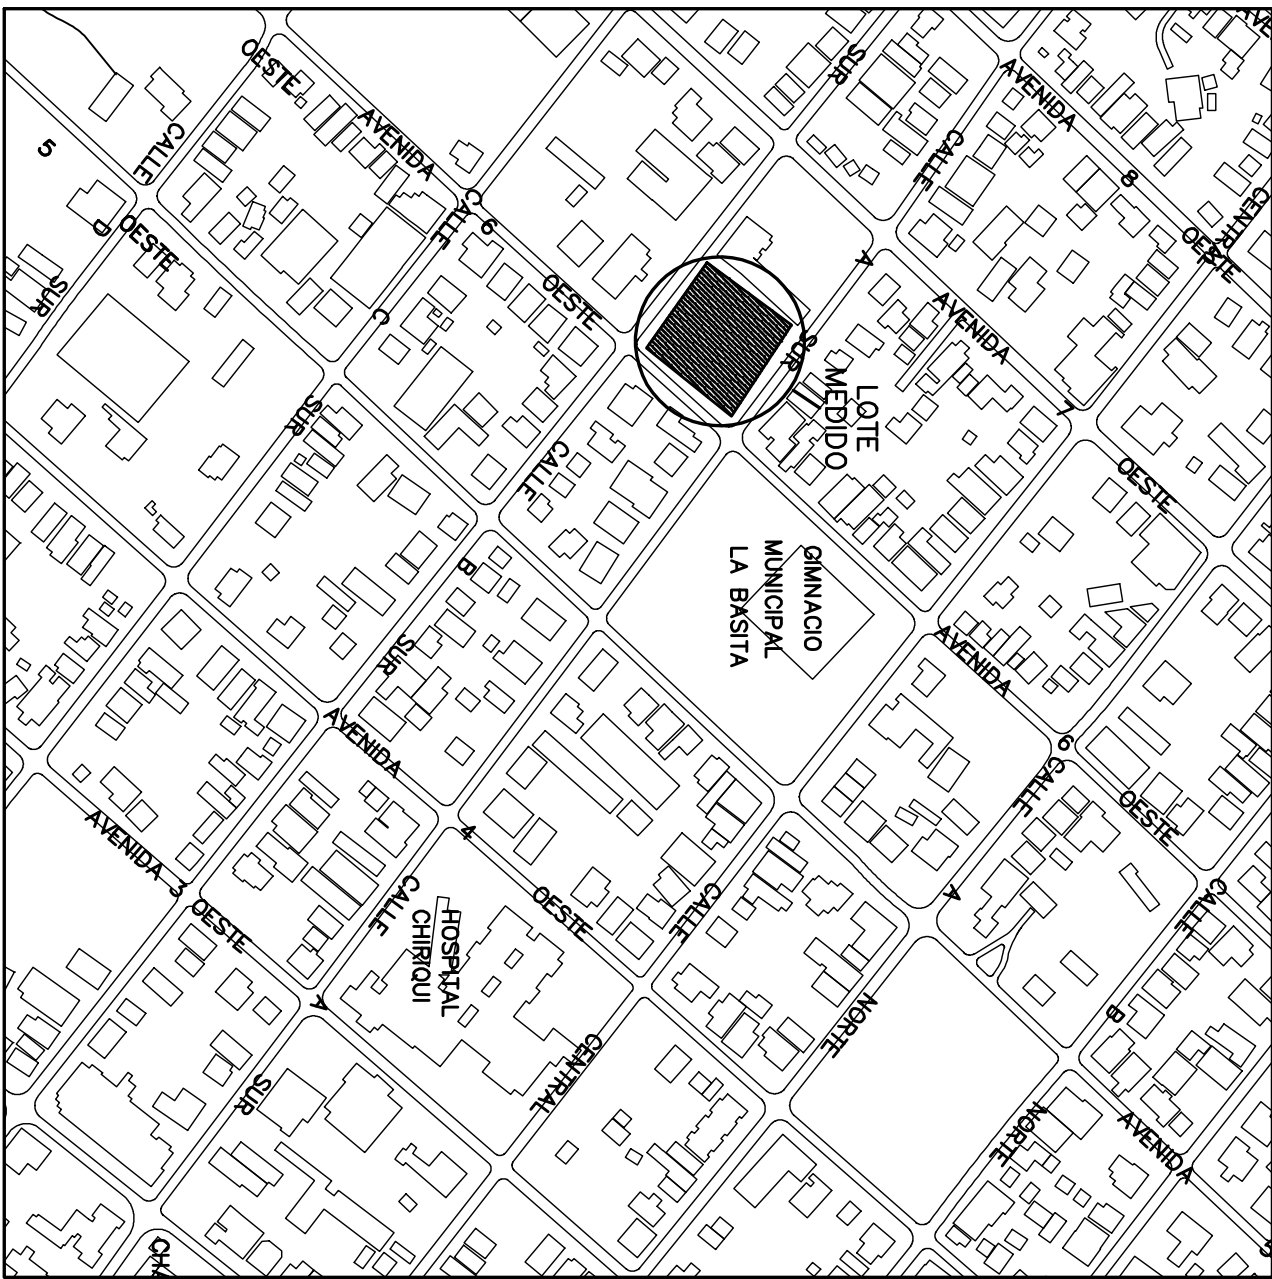 LOTE
MEDIDO
GIMNACIO
MUNICIPAL
LA BASITA
HOSPITAL
CHIRIQUI
OESTE
AVENIDA
CALLE
5
OESTE
D
SUR
CALLE
C
6
OESTE
C
SUR
SUR
CALLE
A
SUR
AVENIDA
8
OESTE
AVENIDA
7
OESTE
CALLE
B
SUR
AVENIDA
4
OESTE
AVENIDA
6
OESTE
CALLE
A
NORTE
CALLE
CENTRAL
CALLE
A
SUR
AVENIDA 3
OESTE
CALLE
B
NORTE
AVENIDA